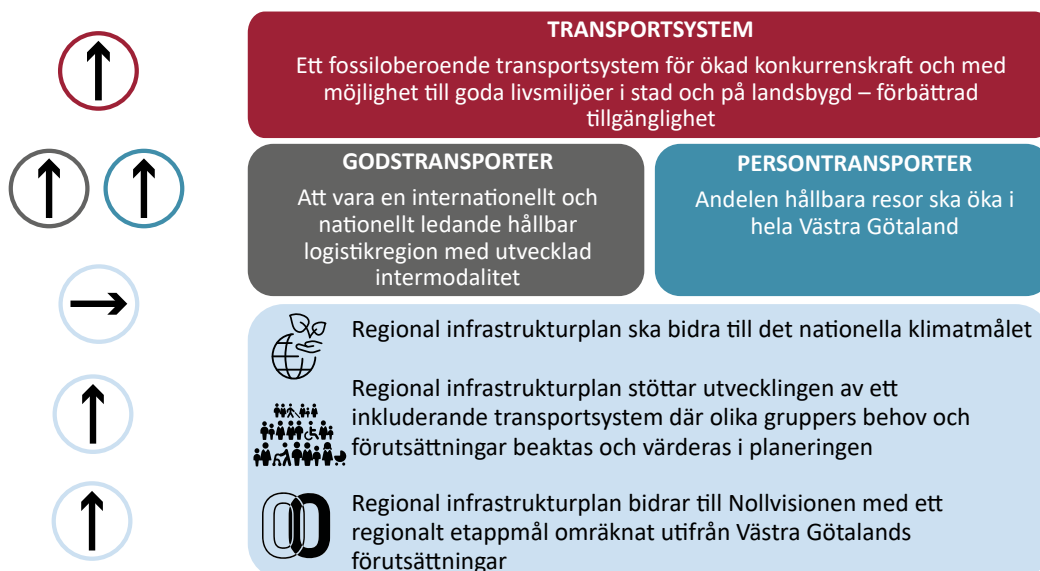 TRANSPORTSYSTEM
Ett fossiloberoende transportsystem för ökad konkurrenskraft och med
möjlighet till goda livsmiljöer i stad och på landsbygd – förbättrad
tillgänglighet
GODSTRANSPORTER
Att vara en internationellt och
nationellt ledande hållbar
logistikregion med utvecklad
intermodalitet
PERSONTRANSPORTER
Andelen hållbara resor ska öka i
hela Västra Götaland
Regional infrastrukturplan ska bidra till det nationella klimatmålet
Regional infrastrukturplan stöttar utvecklingen av ett
inkluderande transportsystem där olika gruppers behov och
förutsättningar beaktas och värderas i planeringen
Regional infrastrukturplan bidrar till Nollvisionen med ett
regionalt etappmål omräknat utifrån Västra Götalands
förutsättningar